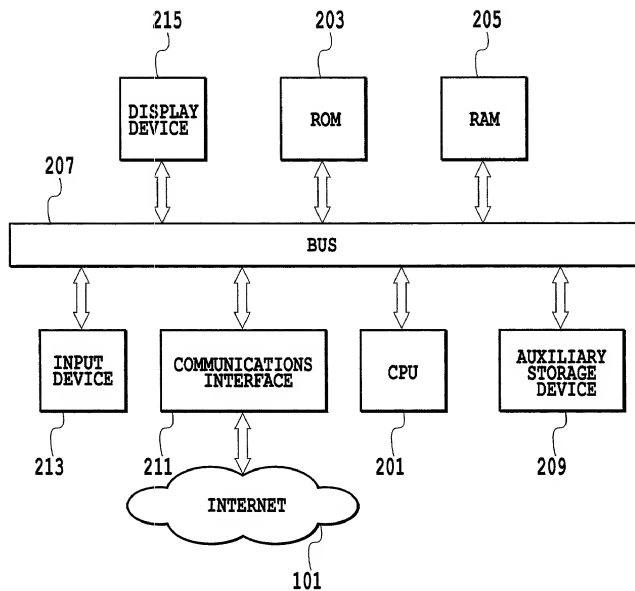 215
203
205
DISPLAY
DEVICE
ROM
RAM
207
BUS
INPUT
DEVICE
COMMUNICATIONS
INTERFACE
CPU
AUXILIARY
STORAGE
DEVICE
213
211
201
209
INTERNET
101